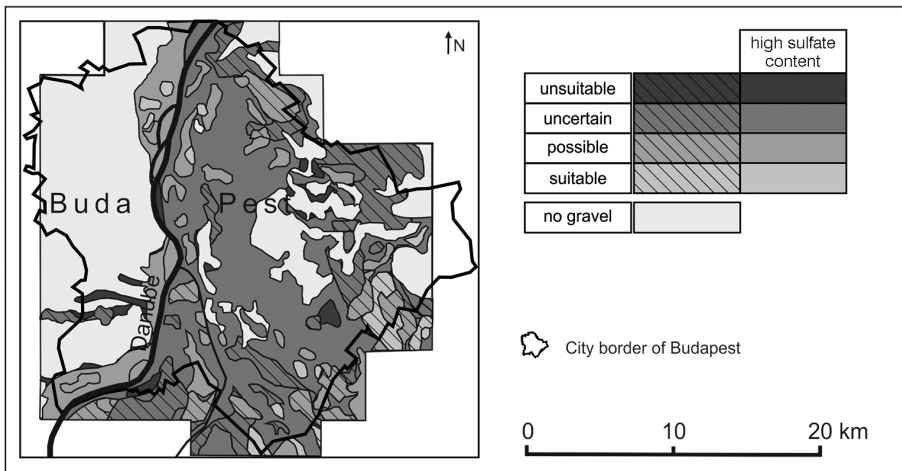 N
Buda
Pest
Danube
high sulfate
content
unsuitable
uncertain
possible
suitable
no gravel
City border of Budapest
0 10 20 km